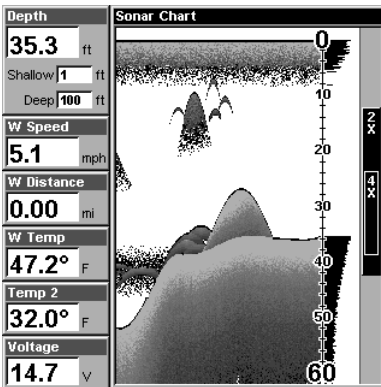 Depth
35.3 ft
Shallow 1 ft
Deep 100 ft
W Speed
5.1 mph
W Distance
0.00 mi
W Temp
47.2° F
Temp 2
32.0° F
Voltage
14.7 V
Sonar Chart
0
10
20
30
40
50
60
2X
4X